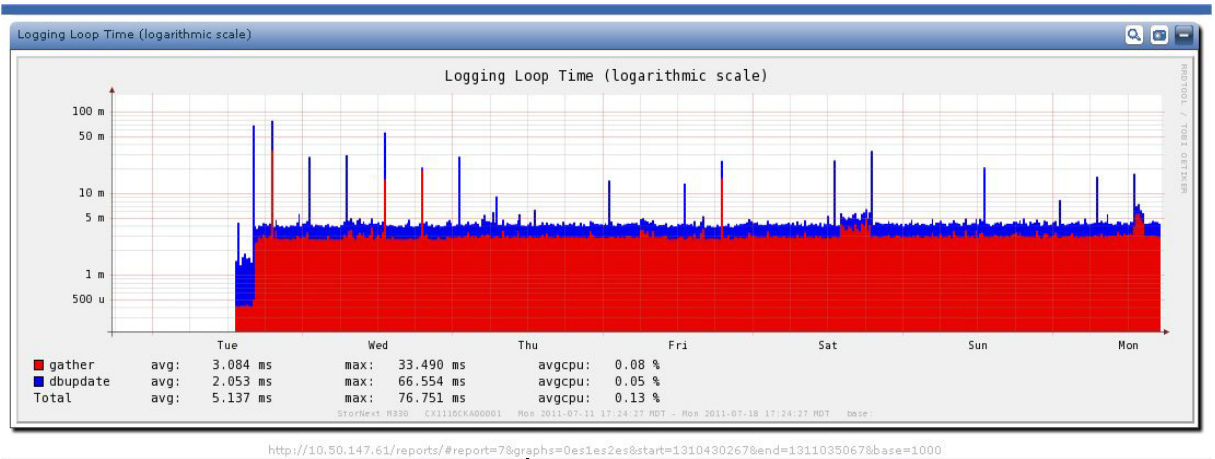 Logging Loop Time (logarithmic scale)
Logging Loop Time (logarithmic scale)
RRDTOOL / TOBI OETIKER
100 m
50 m
10 m
5 m
1 m
500 u
Tue Wed Thu Fri Sat Sun Mon
gather avg: 3.084 ms max: 33.490 ms avgcpu: 0.08 %
dbupdate avg: 2.053 ms max: 66.554 ms avgcpu: 0.05 %
Total avg: 5.137 ms max: 76.751 ms avgcpu: 0.13 %
StorNext M330 CX1116CKA00001 Mon 2011-07-11 17:24:27 MDT - Mon 2011-07-18 17:24:27 MDT base:
http://10.50.147.61/reports/#report=7&graphs=0es1es2es&start=1310430267&end=1311035067&base=1000